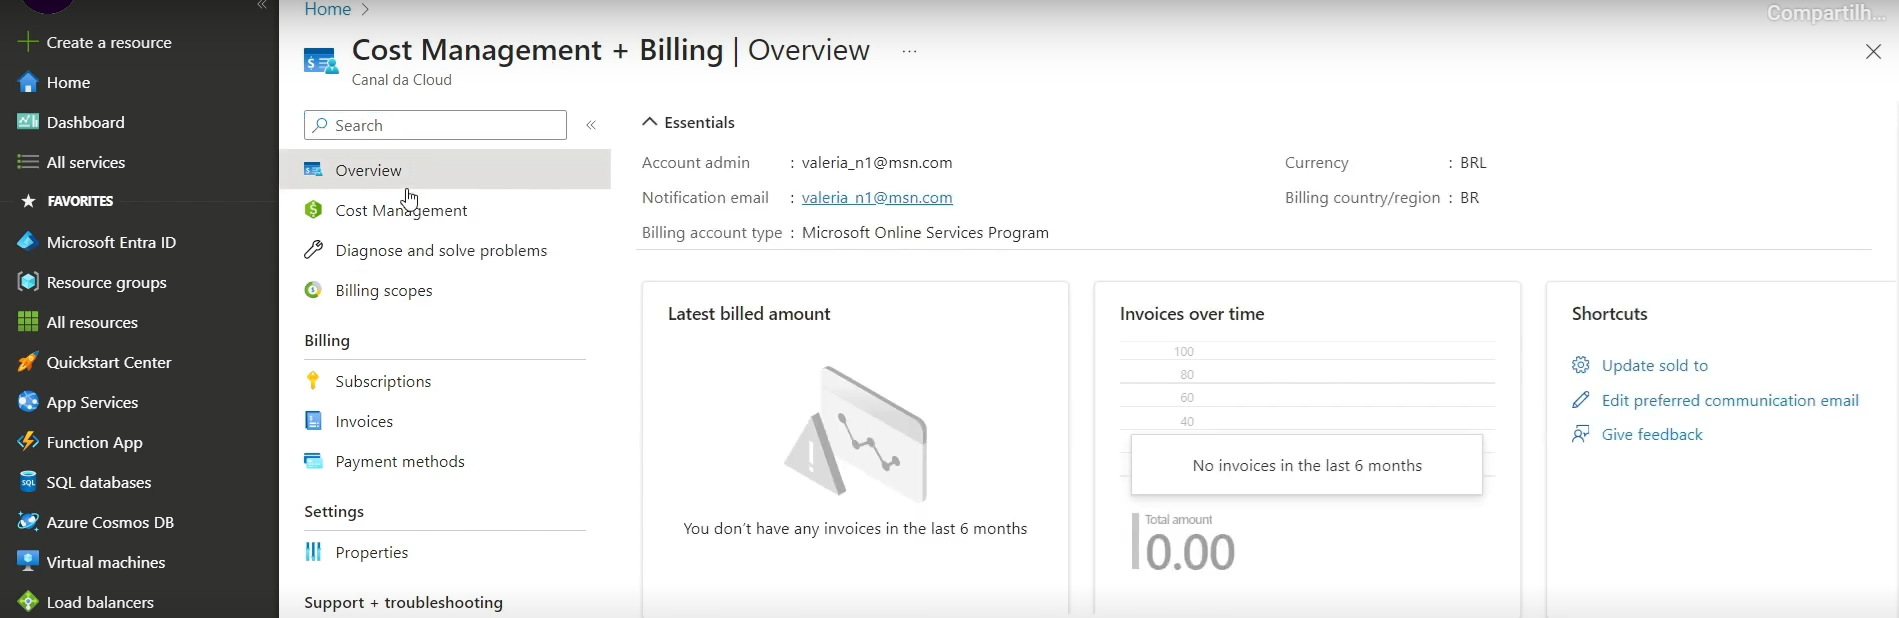 Compartilh...
Home >
Create a resource
Home
Dashboard
All services
FAVORITES
Microsoft Entra ID
Resource groups
All resources
Quickstart Center
App Services
Function App
SQL databases
Azure Cosmos DB
Virtual machines
Load balancers
Cost Management + Billing | Overview ...
Canal da Cloud
Search
Overview
Cost Management
Diagnose and solve problems
Billing scopes
Billing
Subscriptions
Invoices
Payment methods
Settings
Properties
Support + troubleshooting
Essentials
Account admin : valeria_n1@msn.com
Notification email : valeria_n1@msn.com
Billing account type : Microsoft Online Services Program
Currency : BRL
Billing country/region : BR
Latest billed amount
You don't have any invoices in the last 6 months
Invoices over time
100
80
60
40
No invoices in the last 6 months
Total amount
0.00
Shortcuts
Update sold to
Edit preferred communication email
Give feedback